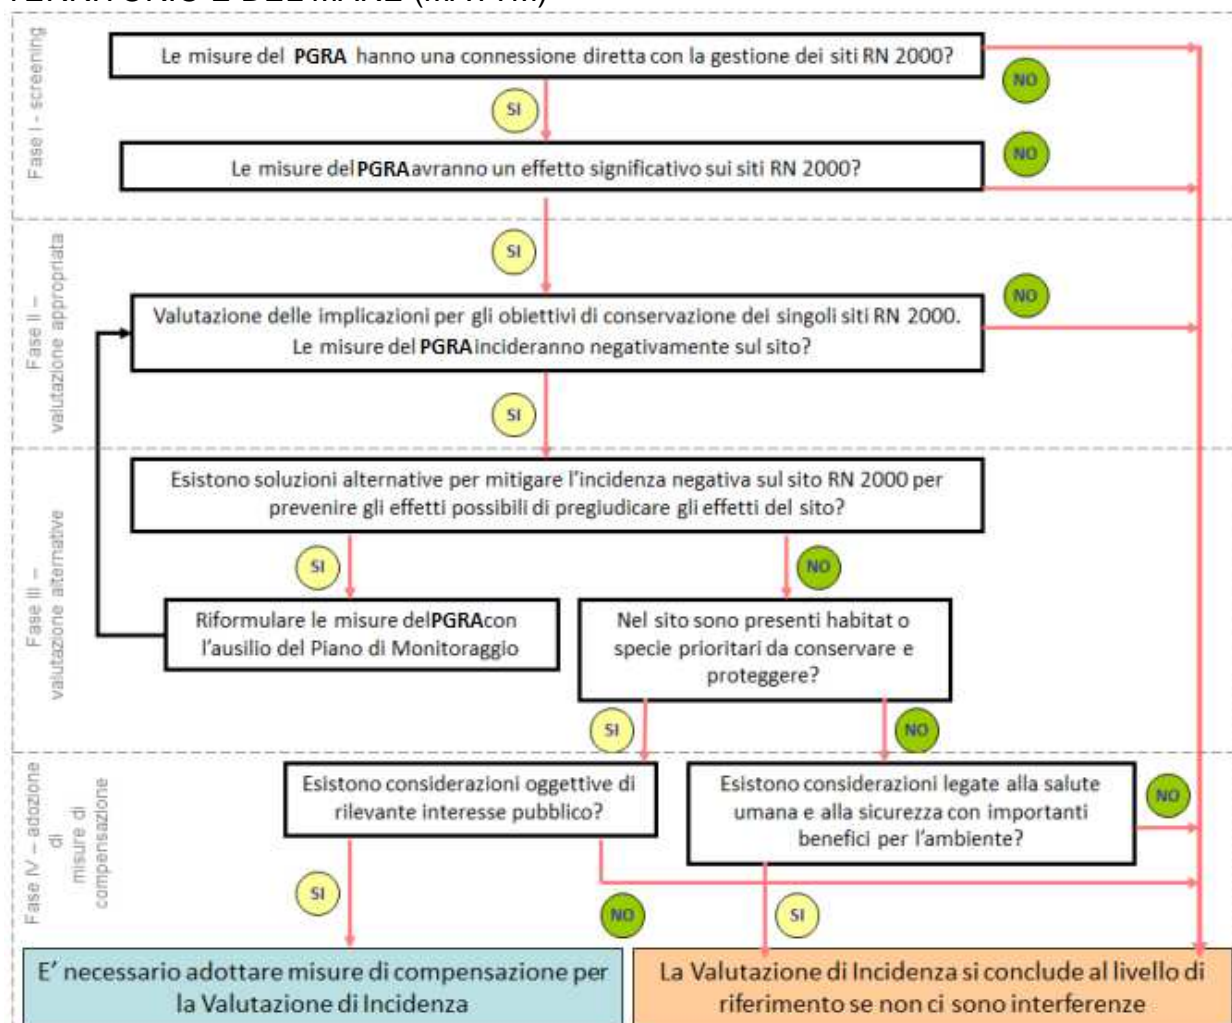 TERRITORIO E DEL MARE (MATTM)
Fase I - screening
Le misure del PGRA hanno una connessione diretta con la gestione dei siti RN 2000?
NO
SI
Le misure del PGRA avranno un effetto significativo sui siti RN 2000?
NO
Fase II –
valutazione appropriata
SI
NO
Valutazione delle implicazioni per gli obiettivi di conservazione dei singoli siti RN 2000.
Le misure del PGRA incideranno negativamente sul sito?
SI
Fase III –
valutazione alternative
Esistono soluzioni alternative per mitigare l'incidenza negativa sul sito RN 2000 per
prevenire gli effetti possibili di pregiudicare gli effetti del sito?
SI
NO
Riformulare le misure del PGRA con
l'ausilio del Piano di Monitoraggio
Nel sito sono presenti habitat o
specie prioritari da conservare e
proteggere?
SI
NO
Fase IV – adozione
di
misure di
compensazione
Esistono considerazioni oggettive di
rilevante interesse pubblico?
Esistono considerazioni legate alla salute
umana e alla sicurezza con importanti
benefici per l'ambiente?
NO
SI
NO
SI
E' necessario adottare misure di compensazione per
la Valutazione di Incidenza
La Valutazione di Incidenza si conclude al livello di
riferimento se non ci sono interferenze